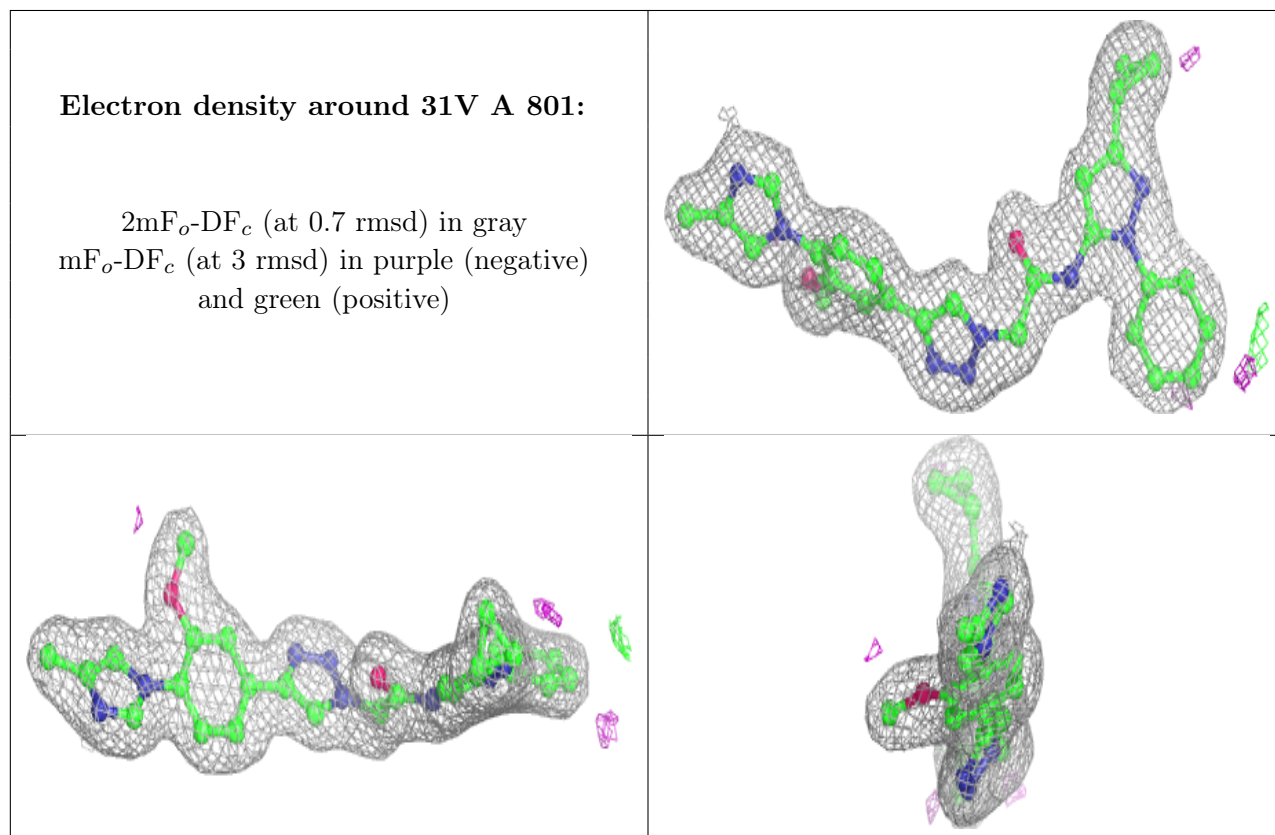 Electron density around 31V A 801:
2mFₒ-DF𝒸 (at 0.7 rmsd) in gray
mFₒ-DF𝒸 (at 3 rmsd) in purple (negative)
and green (positive)